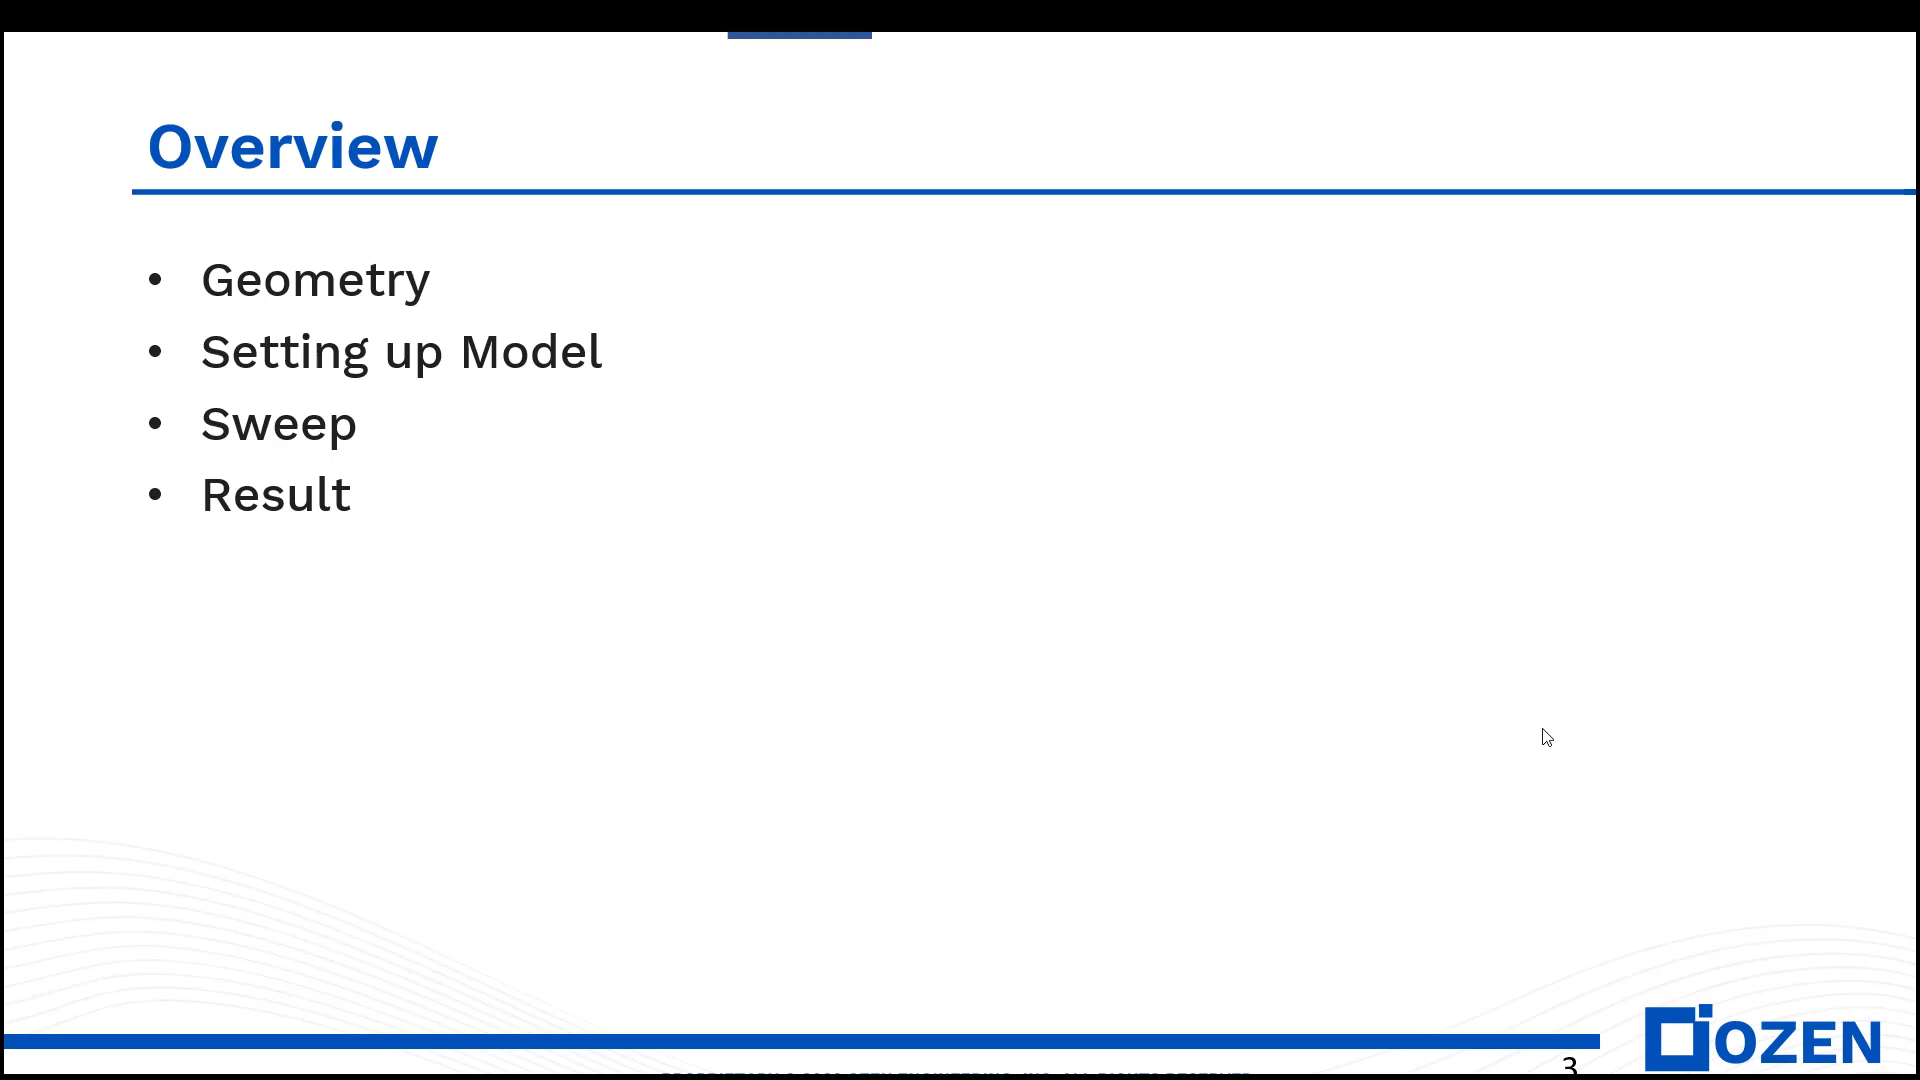 Overview
• Geometry
• Setting up Model
• Sweep
• Result
3
OZEN